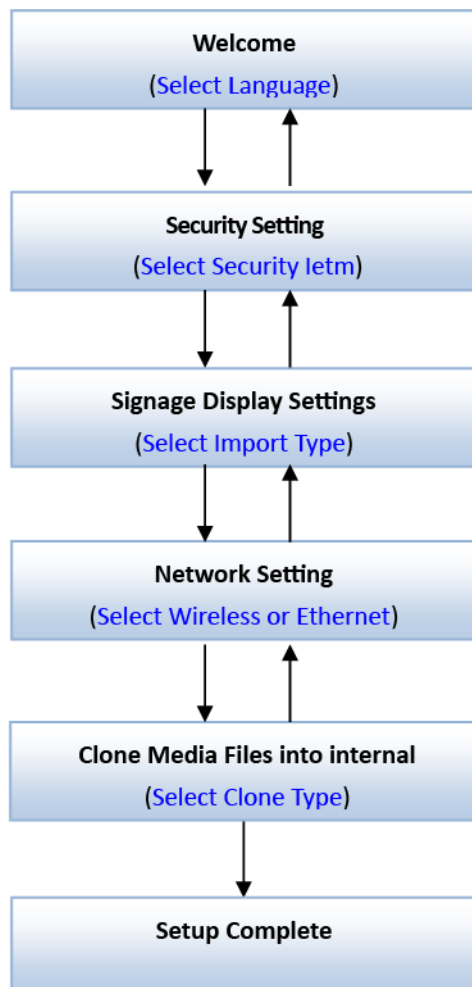 Welcome
(Select Language)
Security Setting
(Select Security Ietm)
Signage Display Settings
(Select Import Type)
Network Setting
(Select Wireless or Ethernet)
Clone Media Files into internal
(Select Clone Type)
Setup Complete